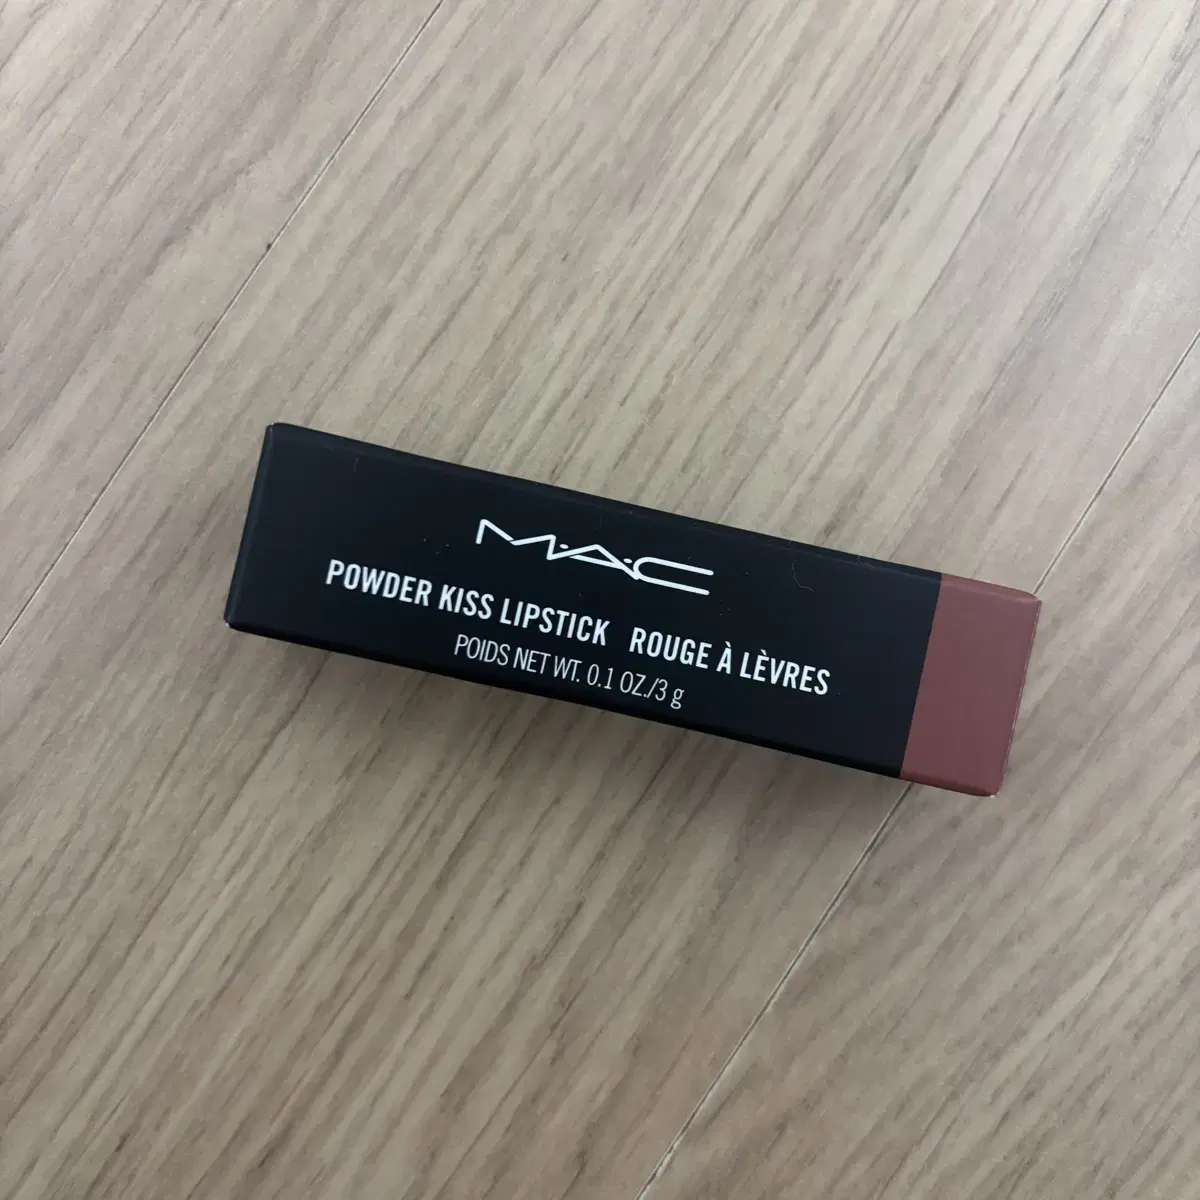 M·A·C
POWDER KISS LIPSTICK ROUGE À LÈVRES
POIDS NET WT. 0.1 OZ./3 g